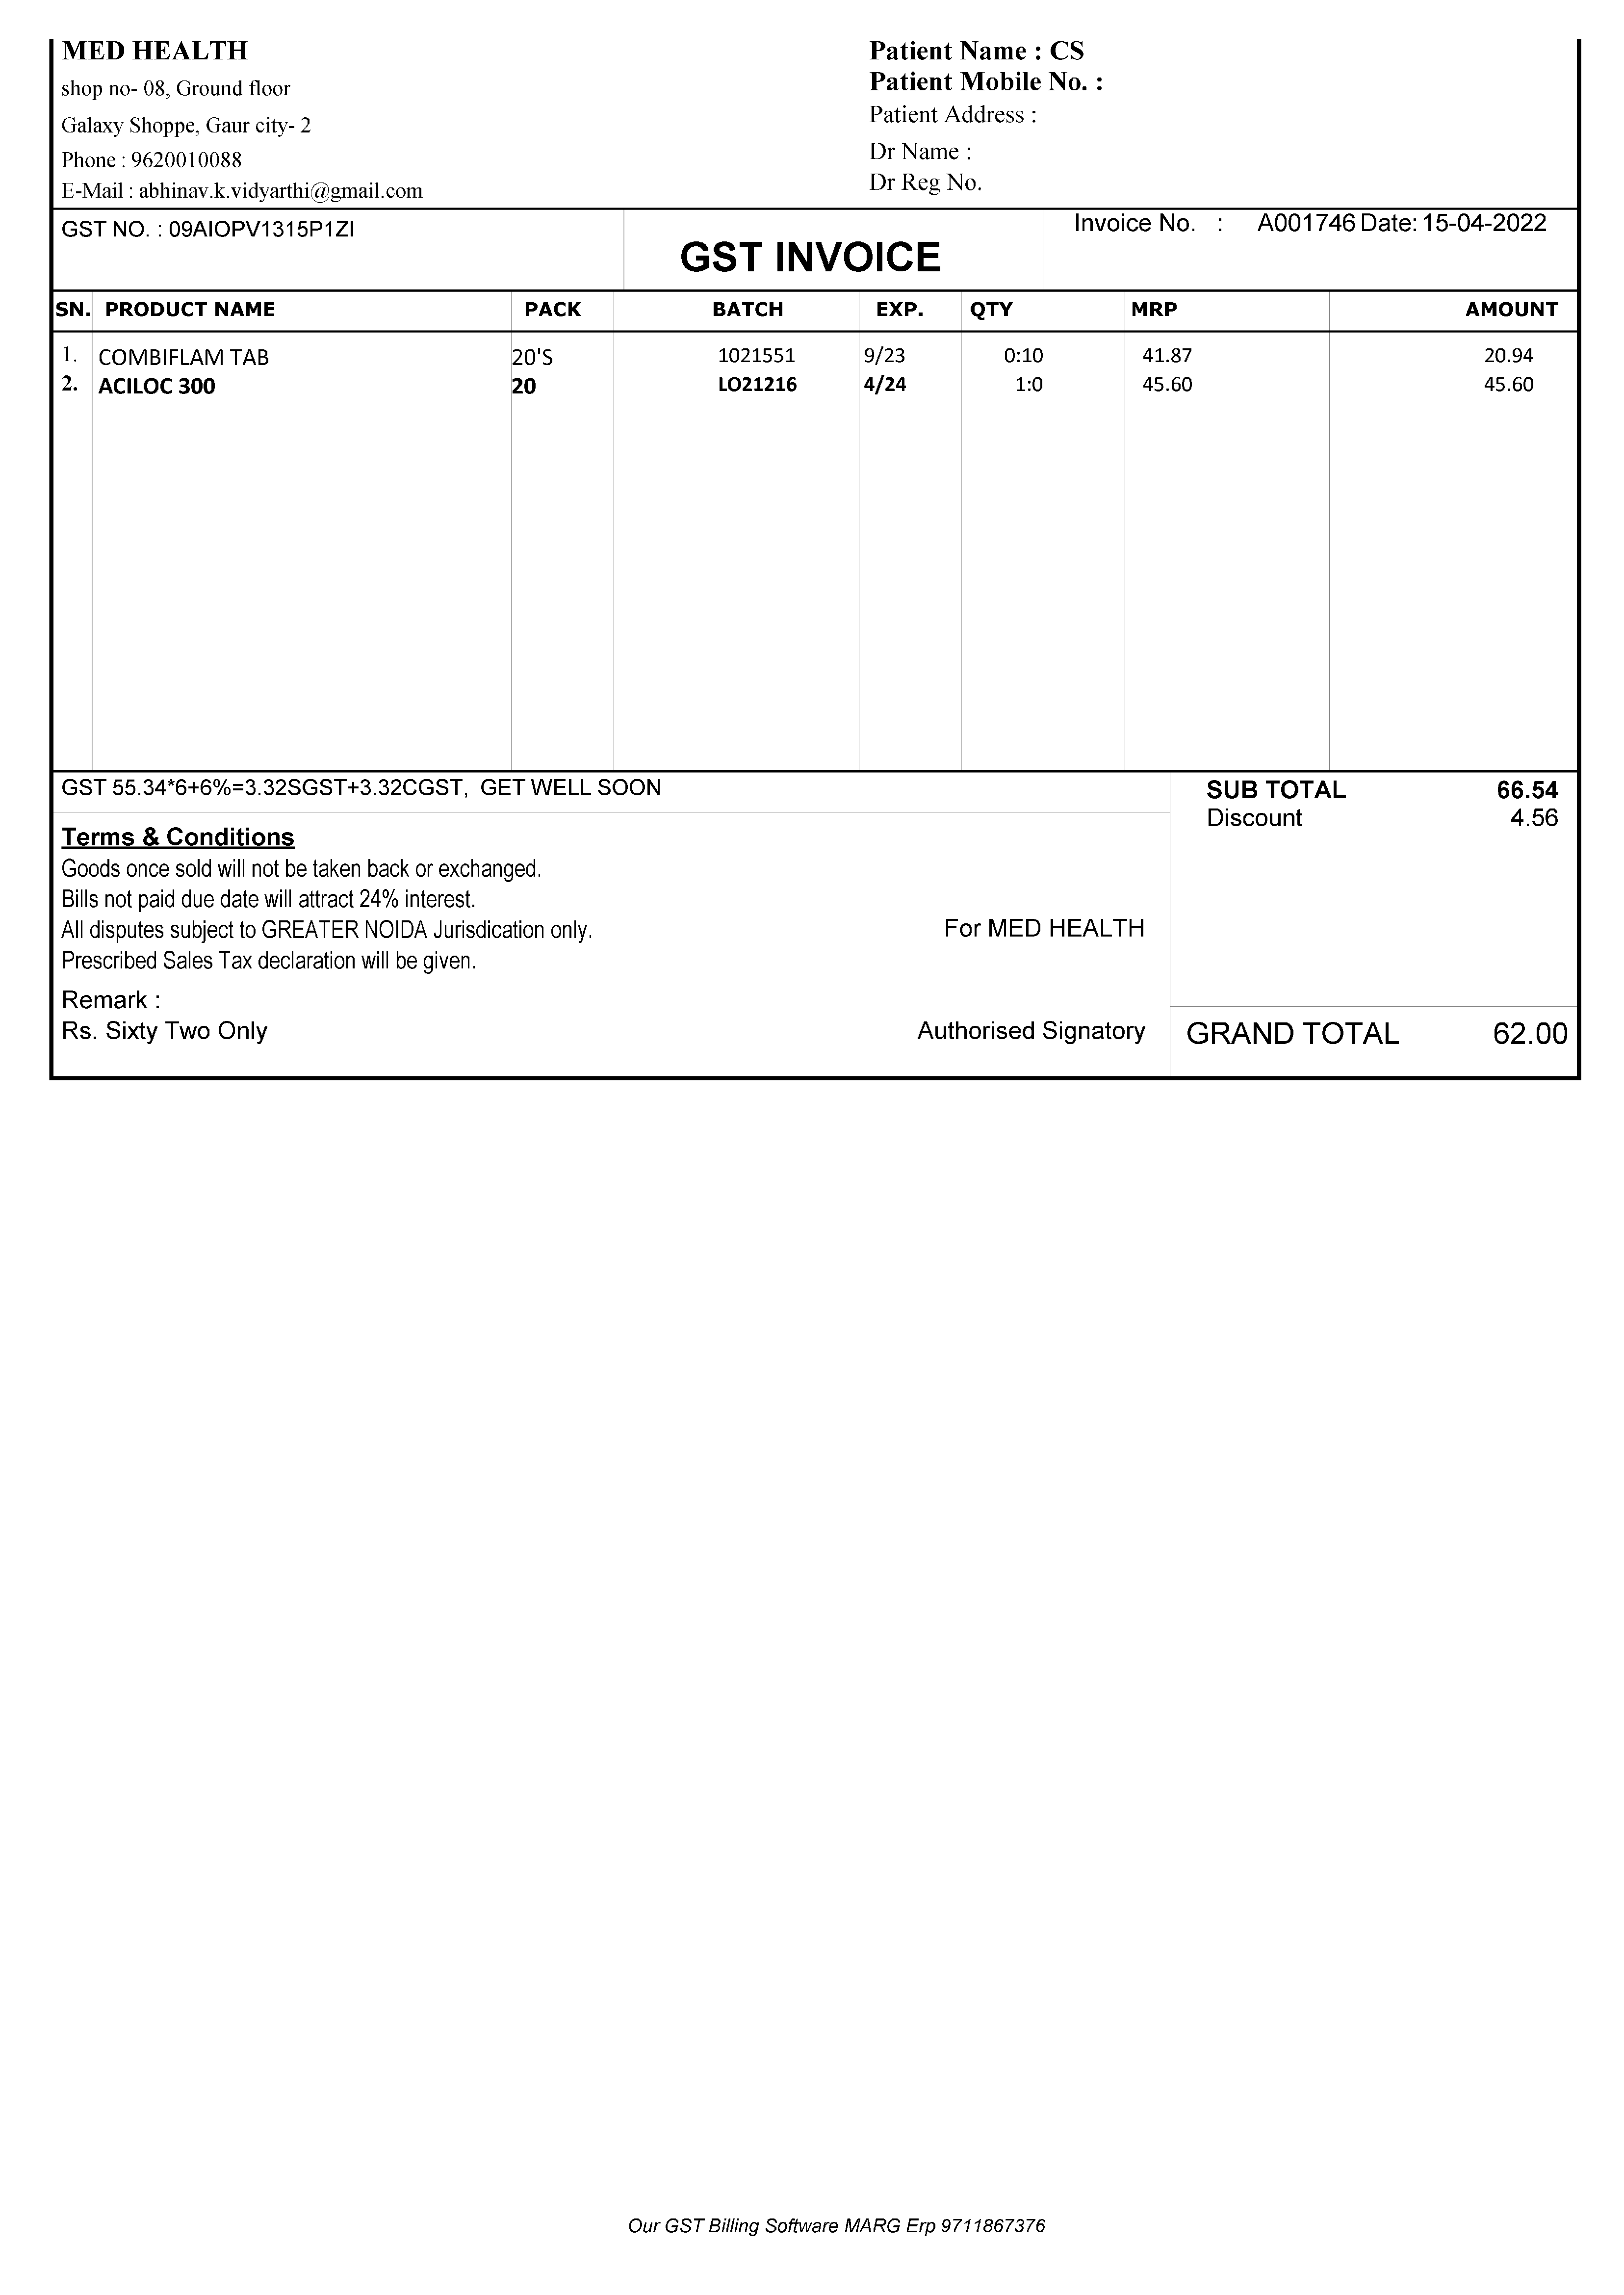 MED HEALTH
shop no- 08, Ground floor
Galaxy Shoppe, Gaur city- 2
Phone : 9620010088
E-Mail : abhinav.k.vidyarthi@gmail.com
Patient Name : CS
Patient Mobile No. :
Patient Address :
Dr Name :
Dr Reg No.
GST NO. : 09AIOPV1315P1ZI
GST INVOICE
Invoice No. : A001746 Date: 15-04-2022
SN. PRODUCT NAME PACK BATCH EXP. QTY MRP AMOUNT
1. COMBIFLAM TAB 20'S 1021551 9/23 0:10 41.87 20.94
2. ACILOC 300 20 LO21216 4/24 1:0 45.60 45.60
GST 55.34*6+6%=3.32SGST+3.32CGST, GET WELL SOON
SUB TOTAL 66.54
Discount 4.56
Terms & Conditions
Goods once sold will not be taken back or exchanged.
Bills not paid due date will attract 24% interest.
All disputes subject to GREATER NOIDA Jurisdication only.
Prescribed Sales Tax declaration will be given.
For MED HEALTH
Remark :
Rs. Sixty Two Only
Authorised Signatory
GRAND TOTAL 62.00
Our GST Billing Software MARG Erp 9711867376